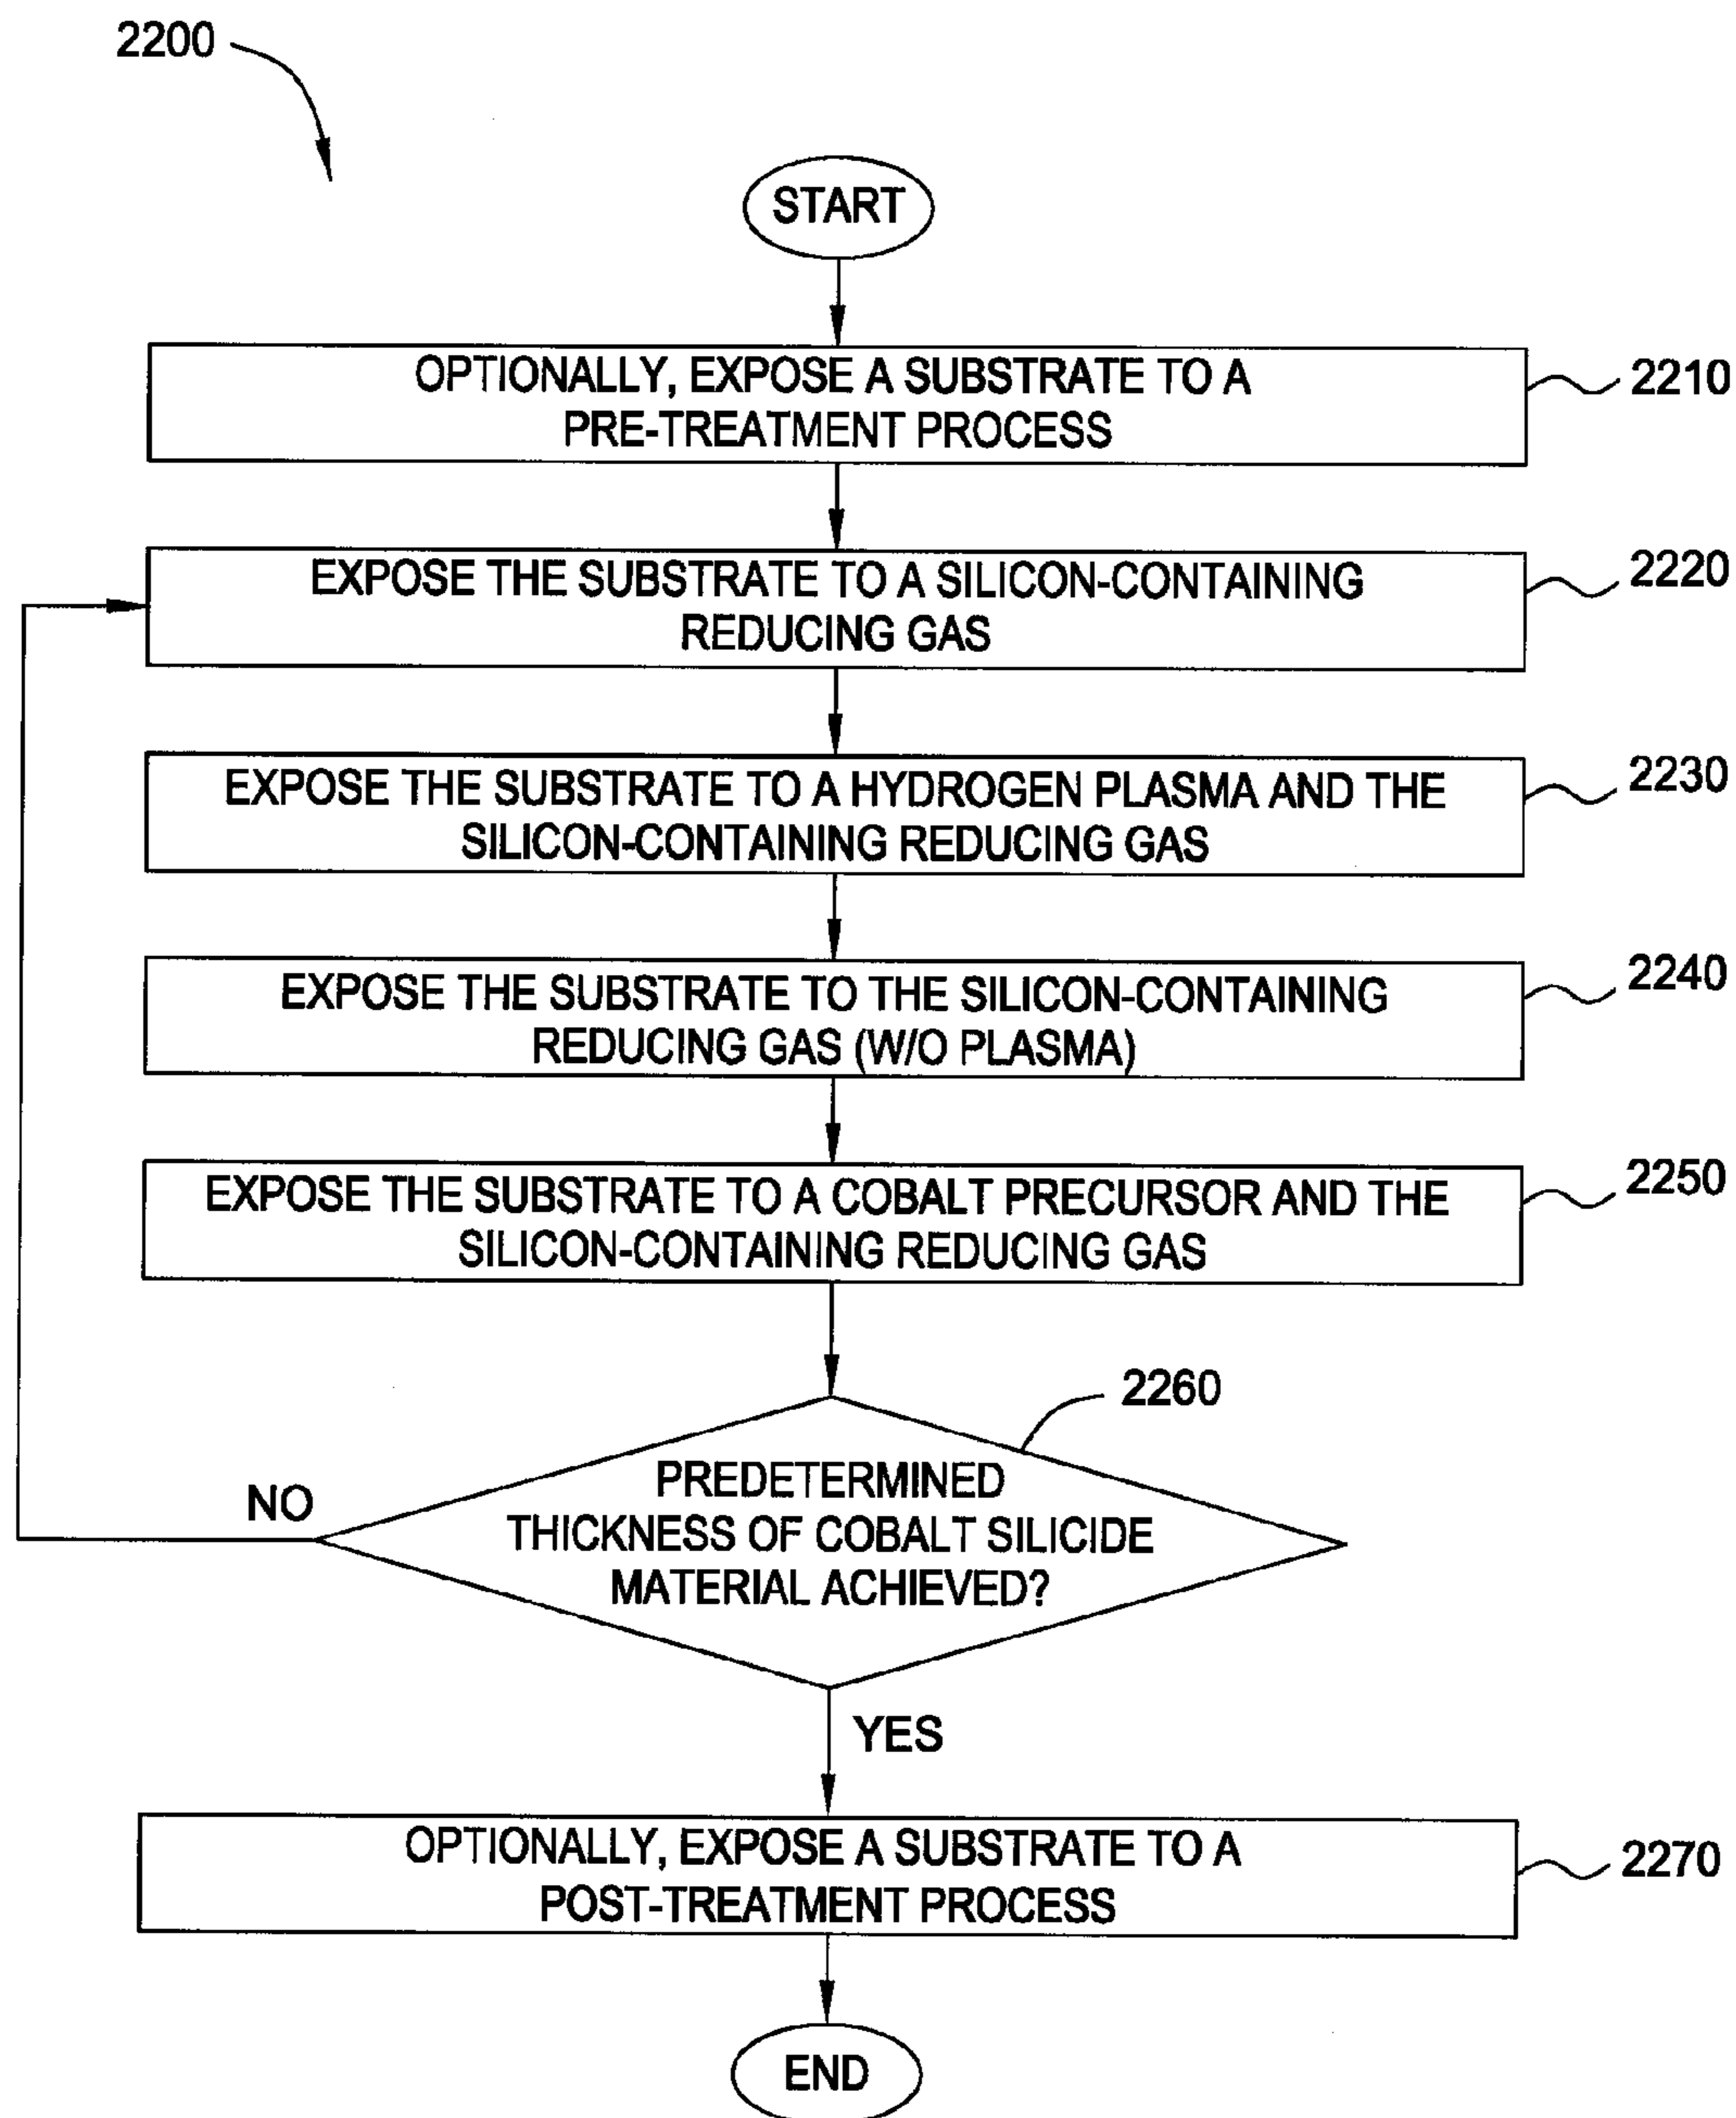 2200
START
OPTIONALLY, EXPOSE A SUBSTRATE TO A
PRE-TREATMENT PROCESS
2210
EXPOSE THE SUBSTRATE TO A SILICON-CONTAINING
REDUCING GAS
2220
EXPOSE THE SUBSTRATE TO A HYDROGEN PLASMA AND THE
SILICON-CONTAINING REDUCING GAS
2230
EXPOSE THE SUBSTRATE TO THE SILICON-CONTAINING
REDUCING GAS (W/O PLASMA)
2240
EXPOSE THE SUBSTRATE TO A COBALT PRECURSOR AND THE
SILICON-CONTAINING REDUCING GAS
2250
2260
PREDETERMINED
THICKNESS OF COBALT SILICIDE
MATERIAL ACHIEVED?
NO
YES
OPTIONALLY, EXPOSE A SUBSTRATE TO A
POST-TREATMENT PROCESS
2270
END